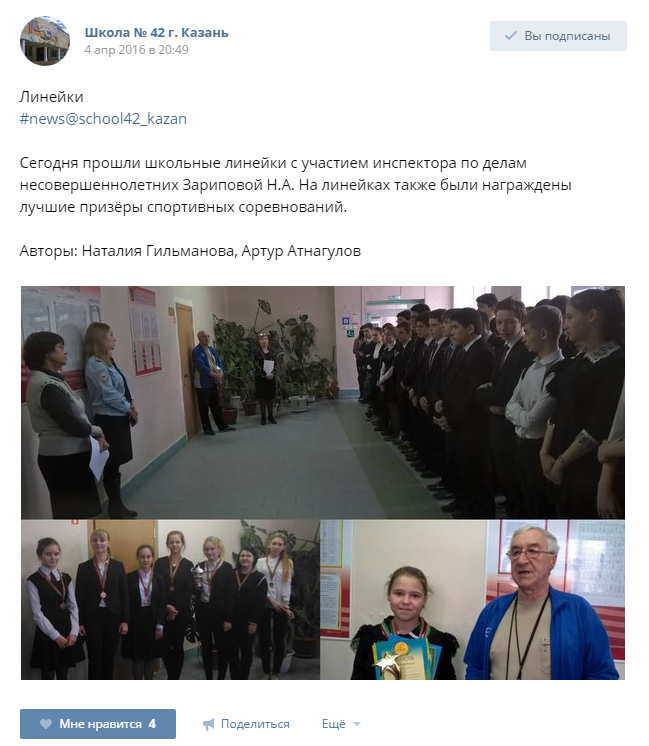 Школа № 42 г. Казань
4 апр 2016 в 20:49
Вы подписаны
Линейки
#news@school42_kazan
Сегодня прошли школьные линейки с участием инспектора по делам
несовершеннолетних Зариповой Н.А. На линейках также были награждены
лучшие призёры спортивных соревнований.
Авторы: Наталия Гильманова, Артур Атнагулов
Мне нравится 4
Поделиться
Ещё